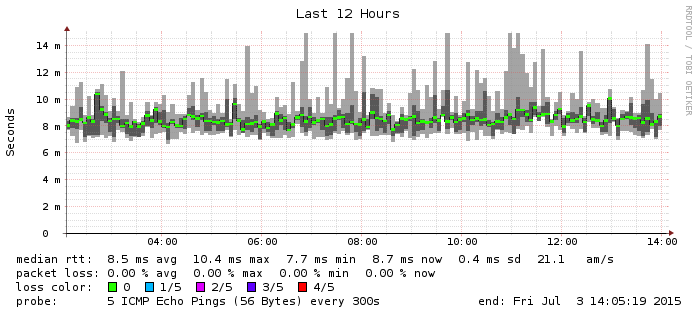 Last 12 Hours
RRDTOOL / TOBI OETIKER
Seconds
14 m
12 m
10 m
8 m
6 m
4 m
2 m
0
04:00 06:00 08:00 10:00 12:00 14:00
median rtt: 8.5 ms avg 10.4 ms max 7.7 ms min 8.7 ms now 0.4 ms sd 21.1 am/s
packet loss: 0.00 % avg 0.00 % max 0.00 % min 0.00 % now
loss color: 0 1/5 2/5 3/5 4/5
probe: 5 ICMP Echo Pings (56 Bytes) every 300s end: Fri Jul 3 14:05:19 2015